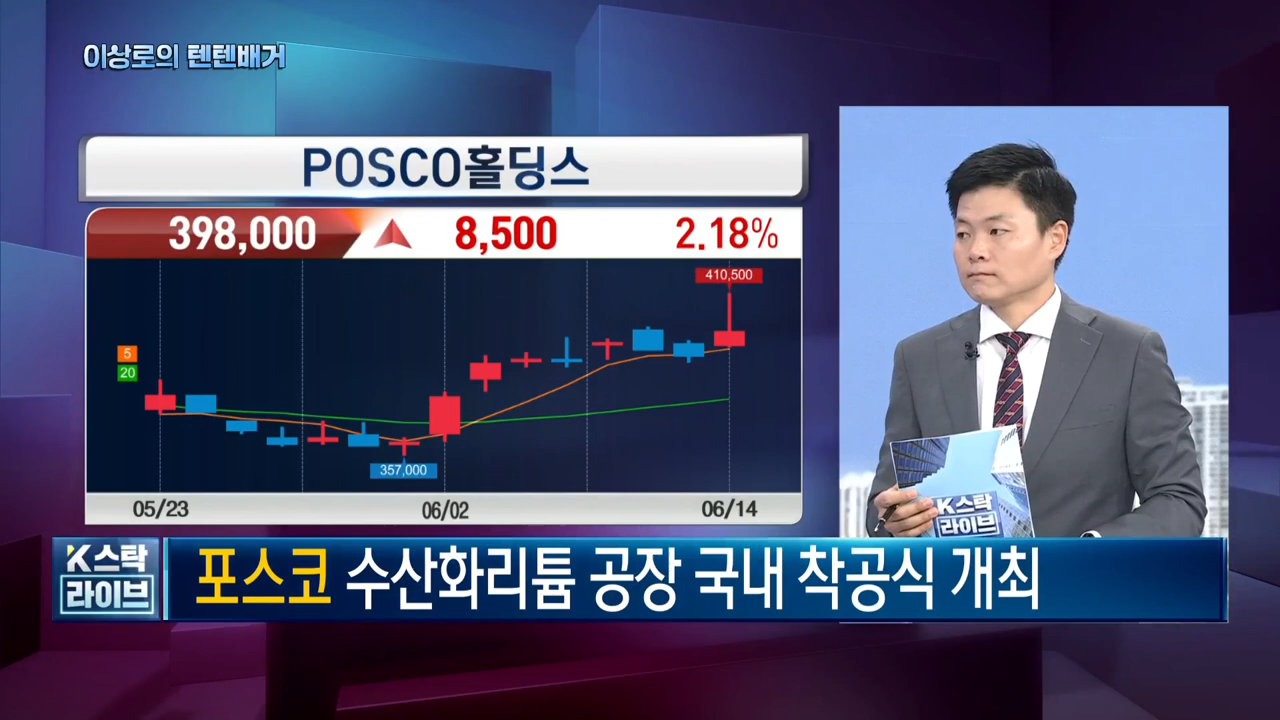 이상로의 텐텐배거
POSCO홀딩스
398,000 ▲ 8,500 2.18%
410,500
5
20
357,000
05/23 06/02 06/14
K스탁
라이브
K스탁
라이브
포스코 수산화리튬 공장 국내 착공식 개최